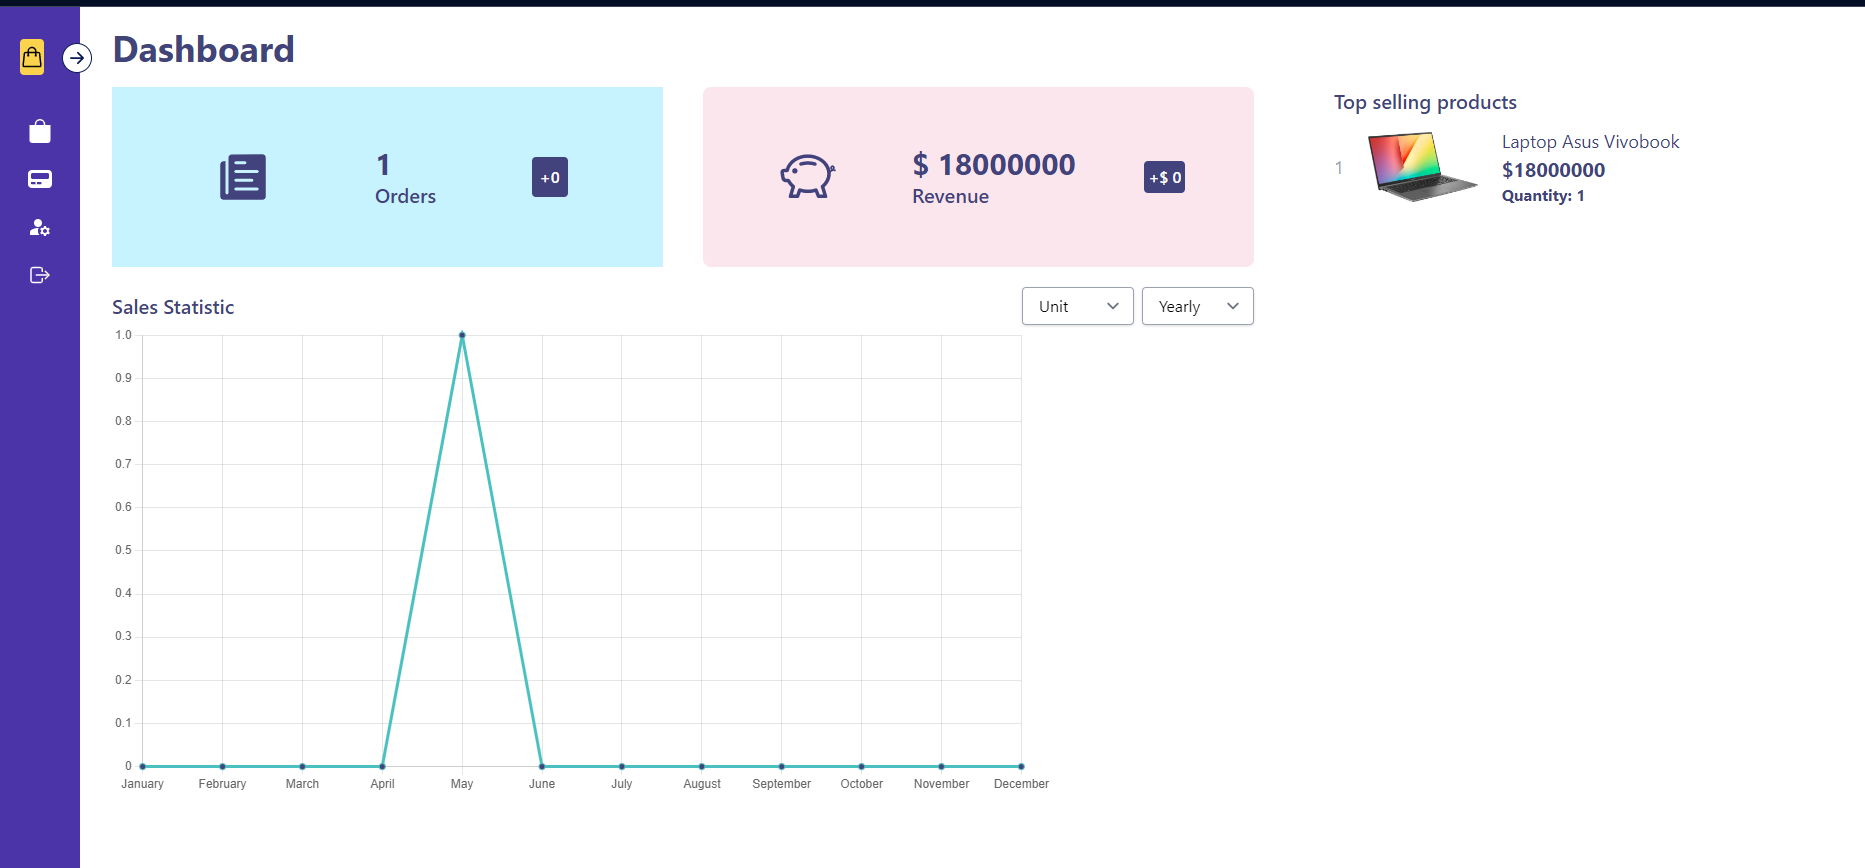 Dashboard
1
Orders
+0
$ 18000000
Revenue
+$ 0
Top selling products
1
Laptop Asus Vivobook
$18000000
Quantity: 1
Sales Statistic
Unit
Yearly
1.0
0.9
0.8
0.7
0.6
0.5
0.4
0.3
0.2
0.1
0
January February March April May June July August September October November December